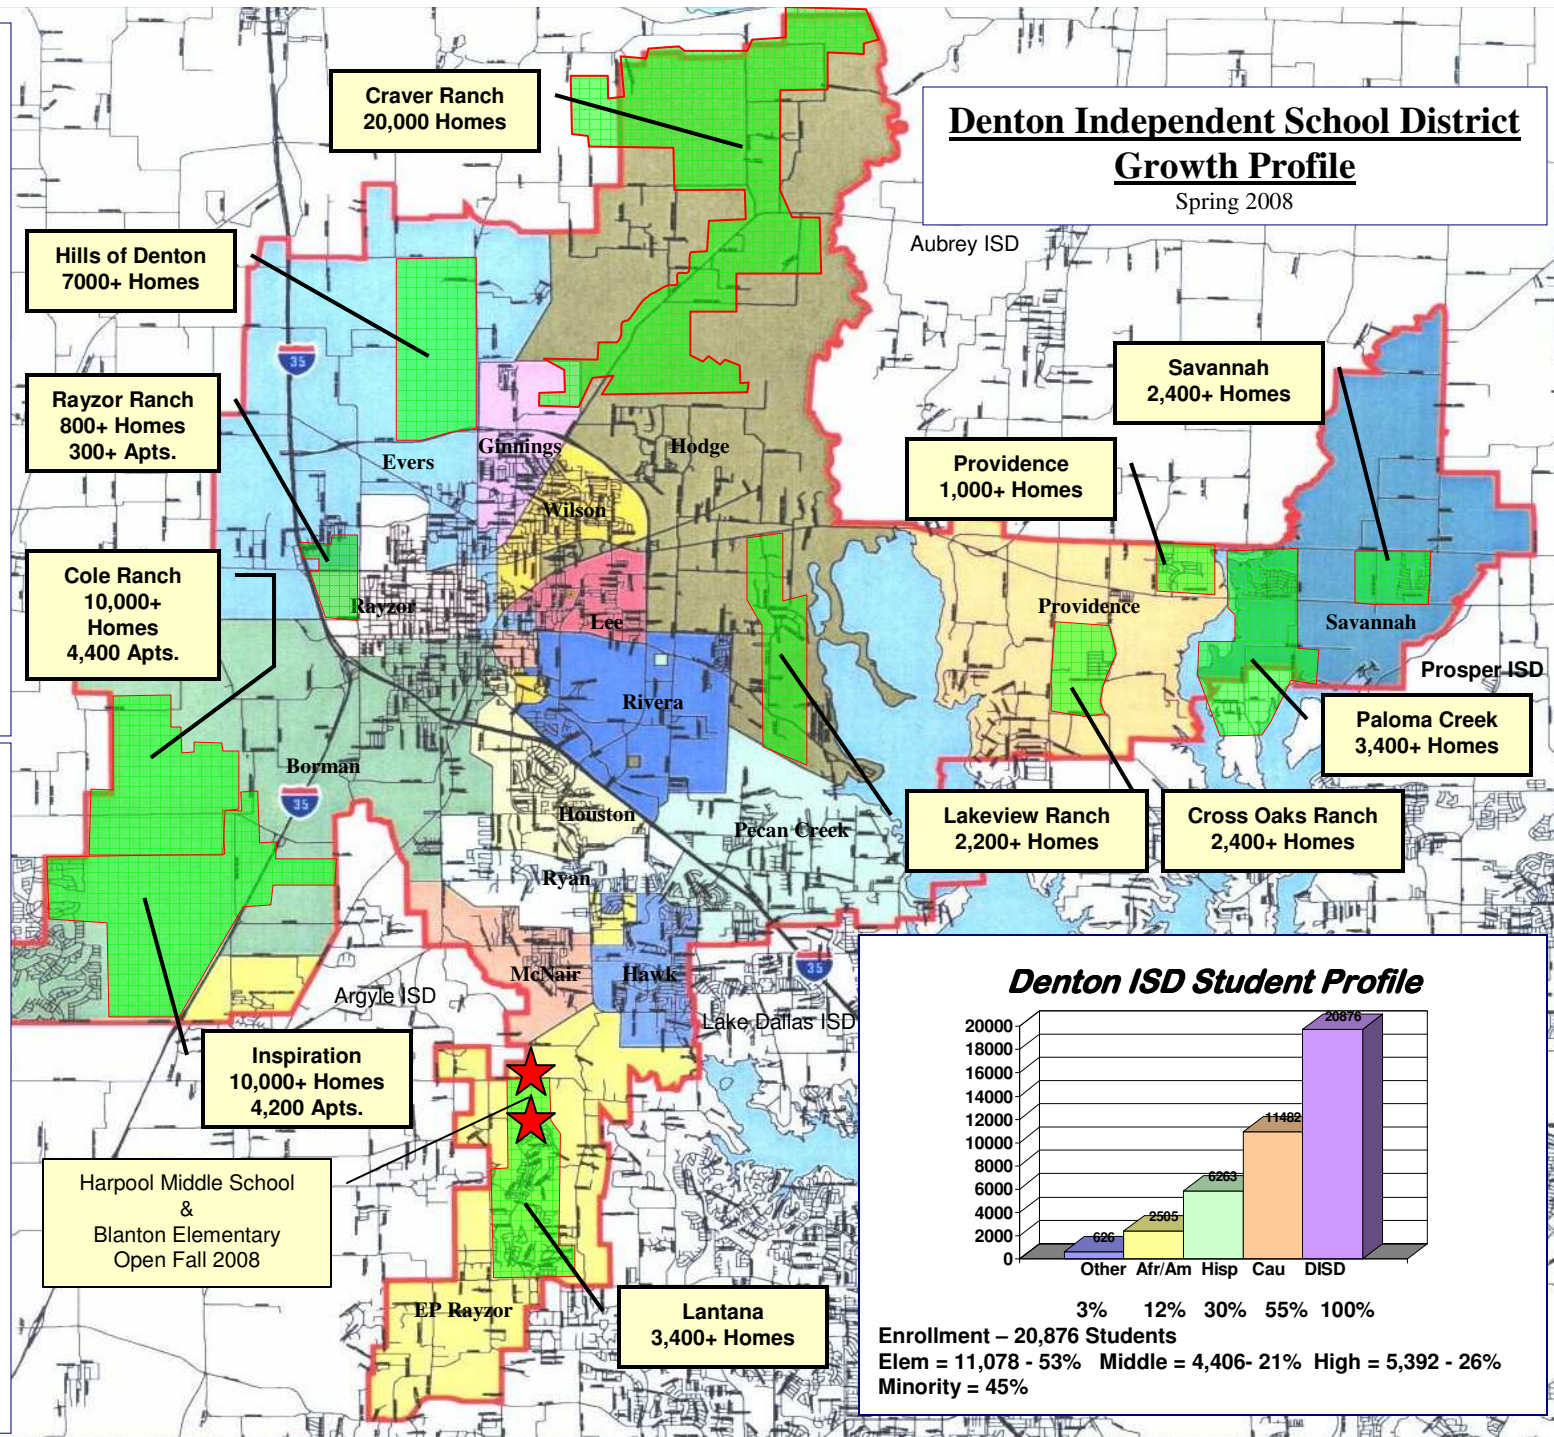 Denton Independent School District
Growth Profile
Spring 2008
Craver Ranch
20,000 Homes
Aubrey ISD
Hills of Denton
7000+ Homes
35
Savannah
2,400+ Homes
Rayzor Ranch
800+ Homes
300+ Apts.
Ginnings
Hodge
Evers
Providence
1,000+ Homes
Wilson
Cole Ranch
10,000+
Homes
4,400 Apts.
Rayzor
Lee
Providence
Savannah
Prosper ISD
Rivera
Paloma Creek
3,400+ Homes
Borman
35
Houston
Pecan Creek
Lakeview Ranch
2,200+ Homes
Cross Oaks Ranch
2,400+ Homes
Ryan
McNair
Hawk
35
Argyle ISD
Lake Dallas ISD
Inspiration
10,000+ Homes
4,200 Apts.
Harpool Middle School
&
Blanton Elementary
Open Fall 2008
EP Rayzor
Lantana
3,400+ Homes
Denton ISD Student Profile
20000
18000
16000
14000
12000
10000
8000
6000
4000
2000
0
626
2505
6263
11482
20876
Other Afr/Am Hisp Cau DISD
3% 12% 30% 55% 100%
Enrollment – 20,876 Students
Elem = 11,078 - 53% Middle = 4,406- 21% High = 5,392 - 26%
Minority = 45%